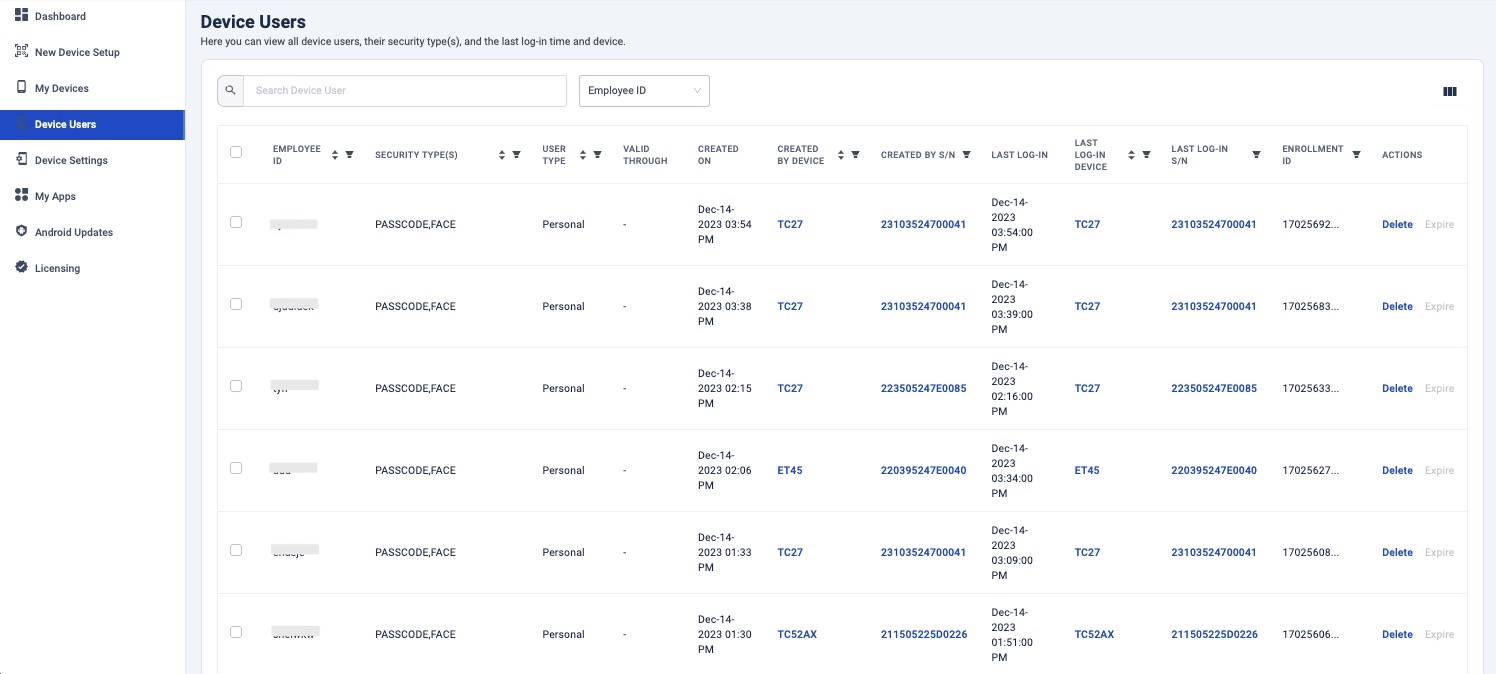 Dashboard
New Device Setup
My Devices
Device Users
Device Settings
My Apps
Android Updates
Licensing
Device Users
Here you can view all device users, their security type(s), and the last log-in time and device.
Search Device User
Employee ID
EMPLOYEE
ID
SECURITY TYPE(S)
USER
TYPE
VALID
THROUGH
CREATED
ON
CREATED
BY DEVICE
CREATED BY S/N
LAST LOG-IN
LAST
LOG-IN
DEVICE
LAST LOG-IN
S/N
ENROLLMENT
ID
ACTIONS
PASSCODE,FACE
Personal
-
Dec-14-
2023 03:54
PM
TC27
23103524700041
Dec-14-
2023
03:54:00
PM
TC27
23103524700041
17025692...
Delete
Expire
PASSCODE,FACE
Personal
-
Dec-14-
2023 03:38
PM
TC27
23103524700041
Dec-14-
2023
03:39:00
PM
TC27
23103524700041
17025683...
Delete
Expire
PASSCODE,FACE
Personal
-
Dec-14-
2023 02:15
PM
TC27
223505247E0085
Dec-14-
2023
02:16:00
PM
TC27
223505247E0085
17025633...
Delete
Expire
PASSCODE,FACE
Personal
-
Dec-14-
2023 02:06
PM
ET45
220395247E0040
Dec-14-
2023
03:34:00
PM
ET45
220395247E0040
17025627...
Delete
Expire
PASSCODE,FACE
Personal
-
Dec-14-
2023 01:33
PM
TC27
23103524700041
Dec-14-
2023
03:09:00
PM
TC27
23103524700041
17025608...
Delete
Expire
PASSCODE,FACE
Personal
-
Dec-14-
2023 01:30
PM
TC52AX
211505225D0226
Dec-14-
2023
01:51:00
PM
TC52AX
211505225D0226
17025606...
Delete
Expire